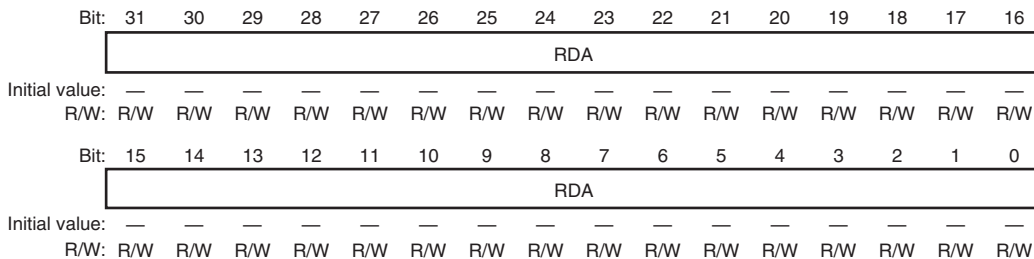 Bit: 31 30 29 28 27 26 25 24 23 22 21 20 19 18 17 16
RDA
Initial value: — — — — — — — — — — — — — — — —
R/W: R/W R/W R/W R/W R/W R/W R/W R/W R/W R/W R/W R/W R/W R/W R/W R/W
Bit: 15 14 13 12 11 10 9 8 7 6 5 4 3 2 1 0
RDA
Initial value: — — — — — — — — — — — — — — — —
R/W: R/W R/W R/W R/W R/W R/W R/W R/W R/W R/W R/W R/W R/W R/W R/W R/W